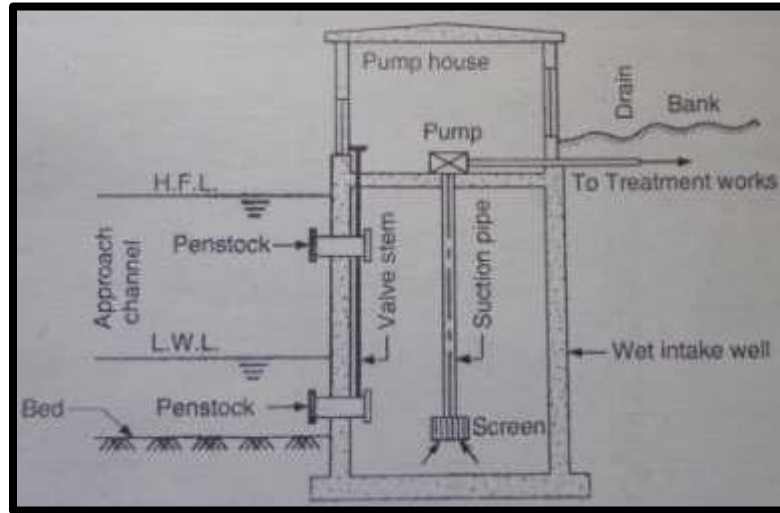 Pump house
Drain
Bank
Pump
To Treatment works
H.F.L.
Penstock
Approach
channel
Valve stem
Suction pipe
L.W.L.
Wet intake well
Bed
Penstock
Screen